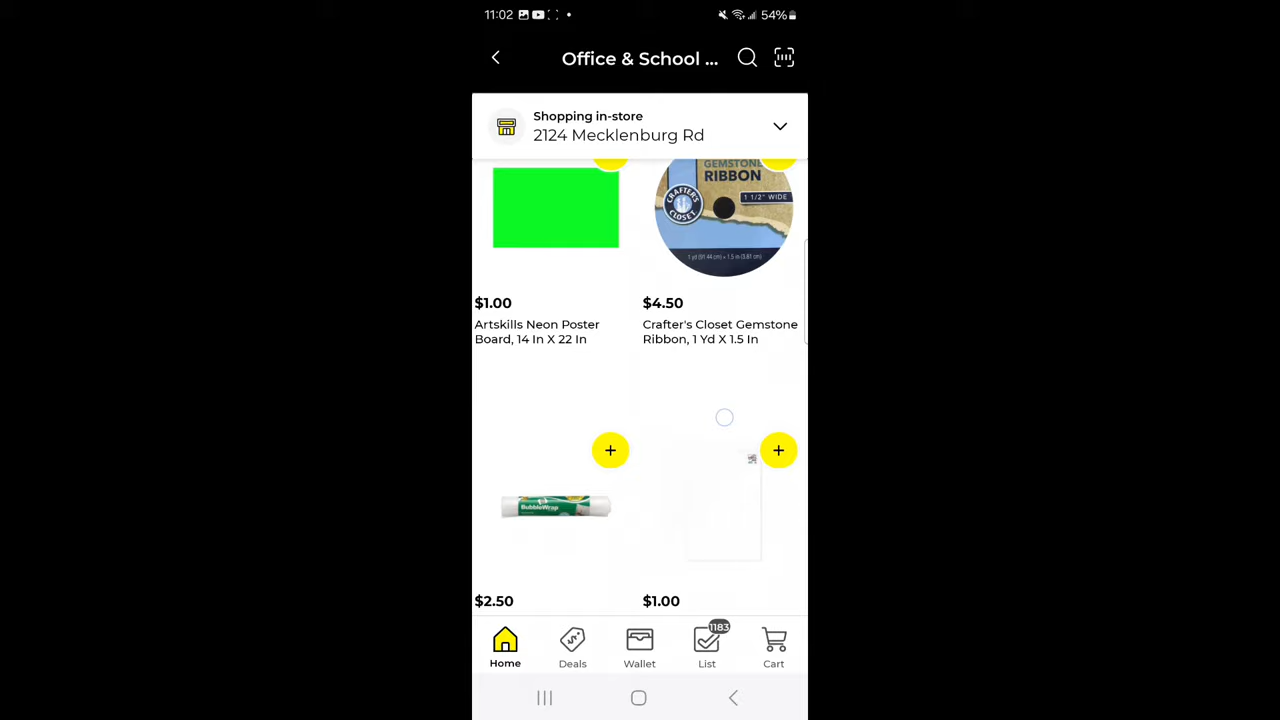 11:02
54%
Office & School ...
Shopping in-store
2124 Mecklenburg Rd
GEMSTONE
RIBBON
CRAFTER'S
CLOSET
1 1/2" WIDE
1 yd (91.44 cm) x 1.5 in (3.81 cm)
$1.00
$4.50
Artskills Neon Poster
Board, 14 In X 22 In
Crafter's Closet Gemstone
Ribbon, 1 Yd X 1.5 In
+
+
BubbleWrap
$2.50
$1.00
1183
Home
Deals
Wallet
List
Cart